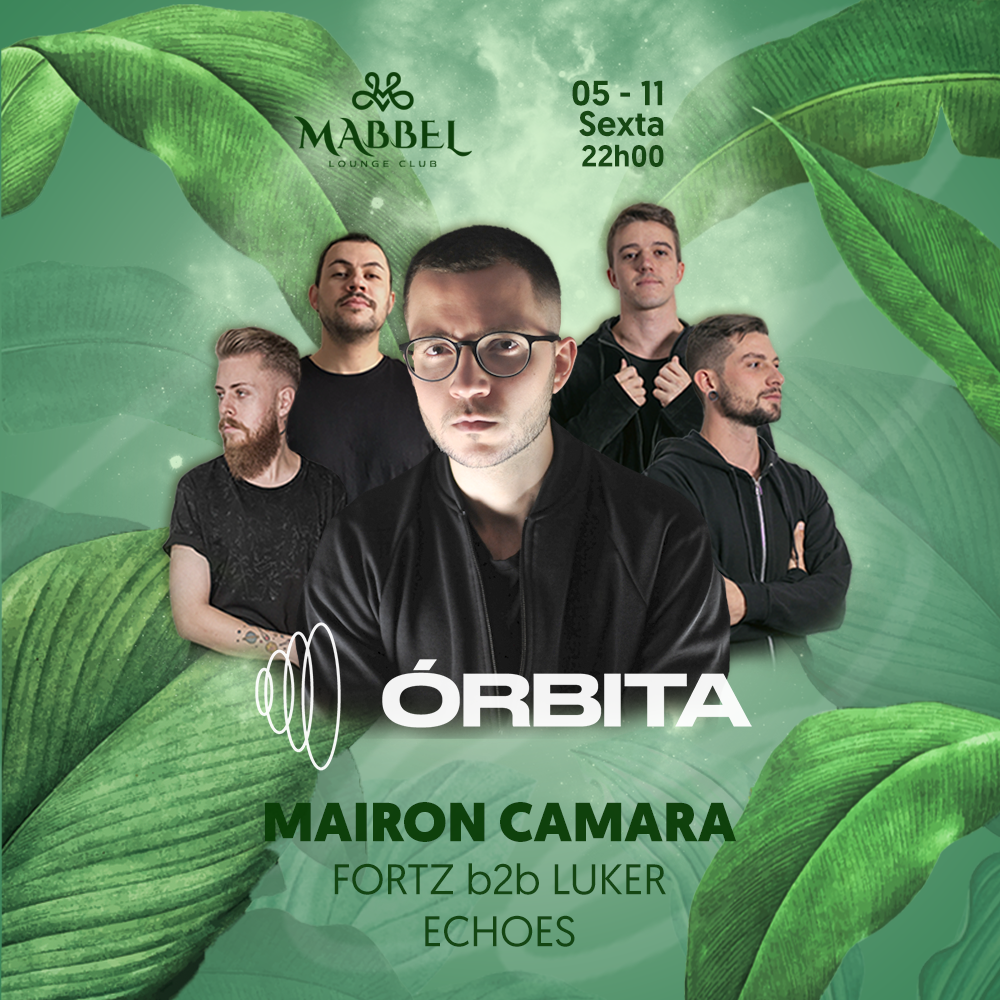 MABBEL
LOUNGE CLUB
05 - 11
Sexta
22h00
ÓRBITA
MAIRON CAMARA
FORTZ b2b LUKER
ECHOES